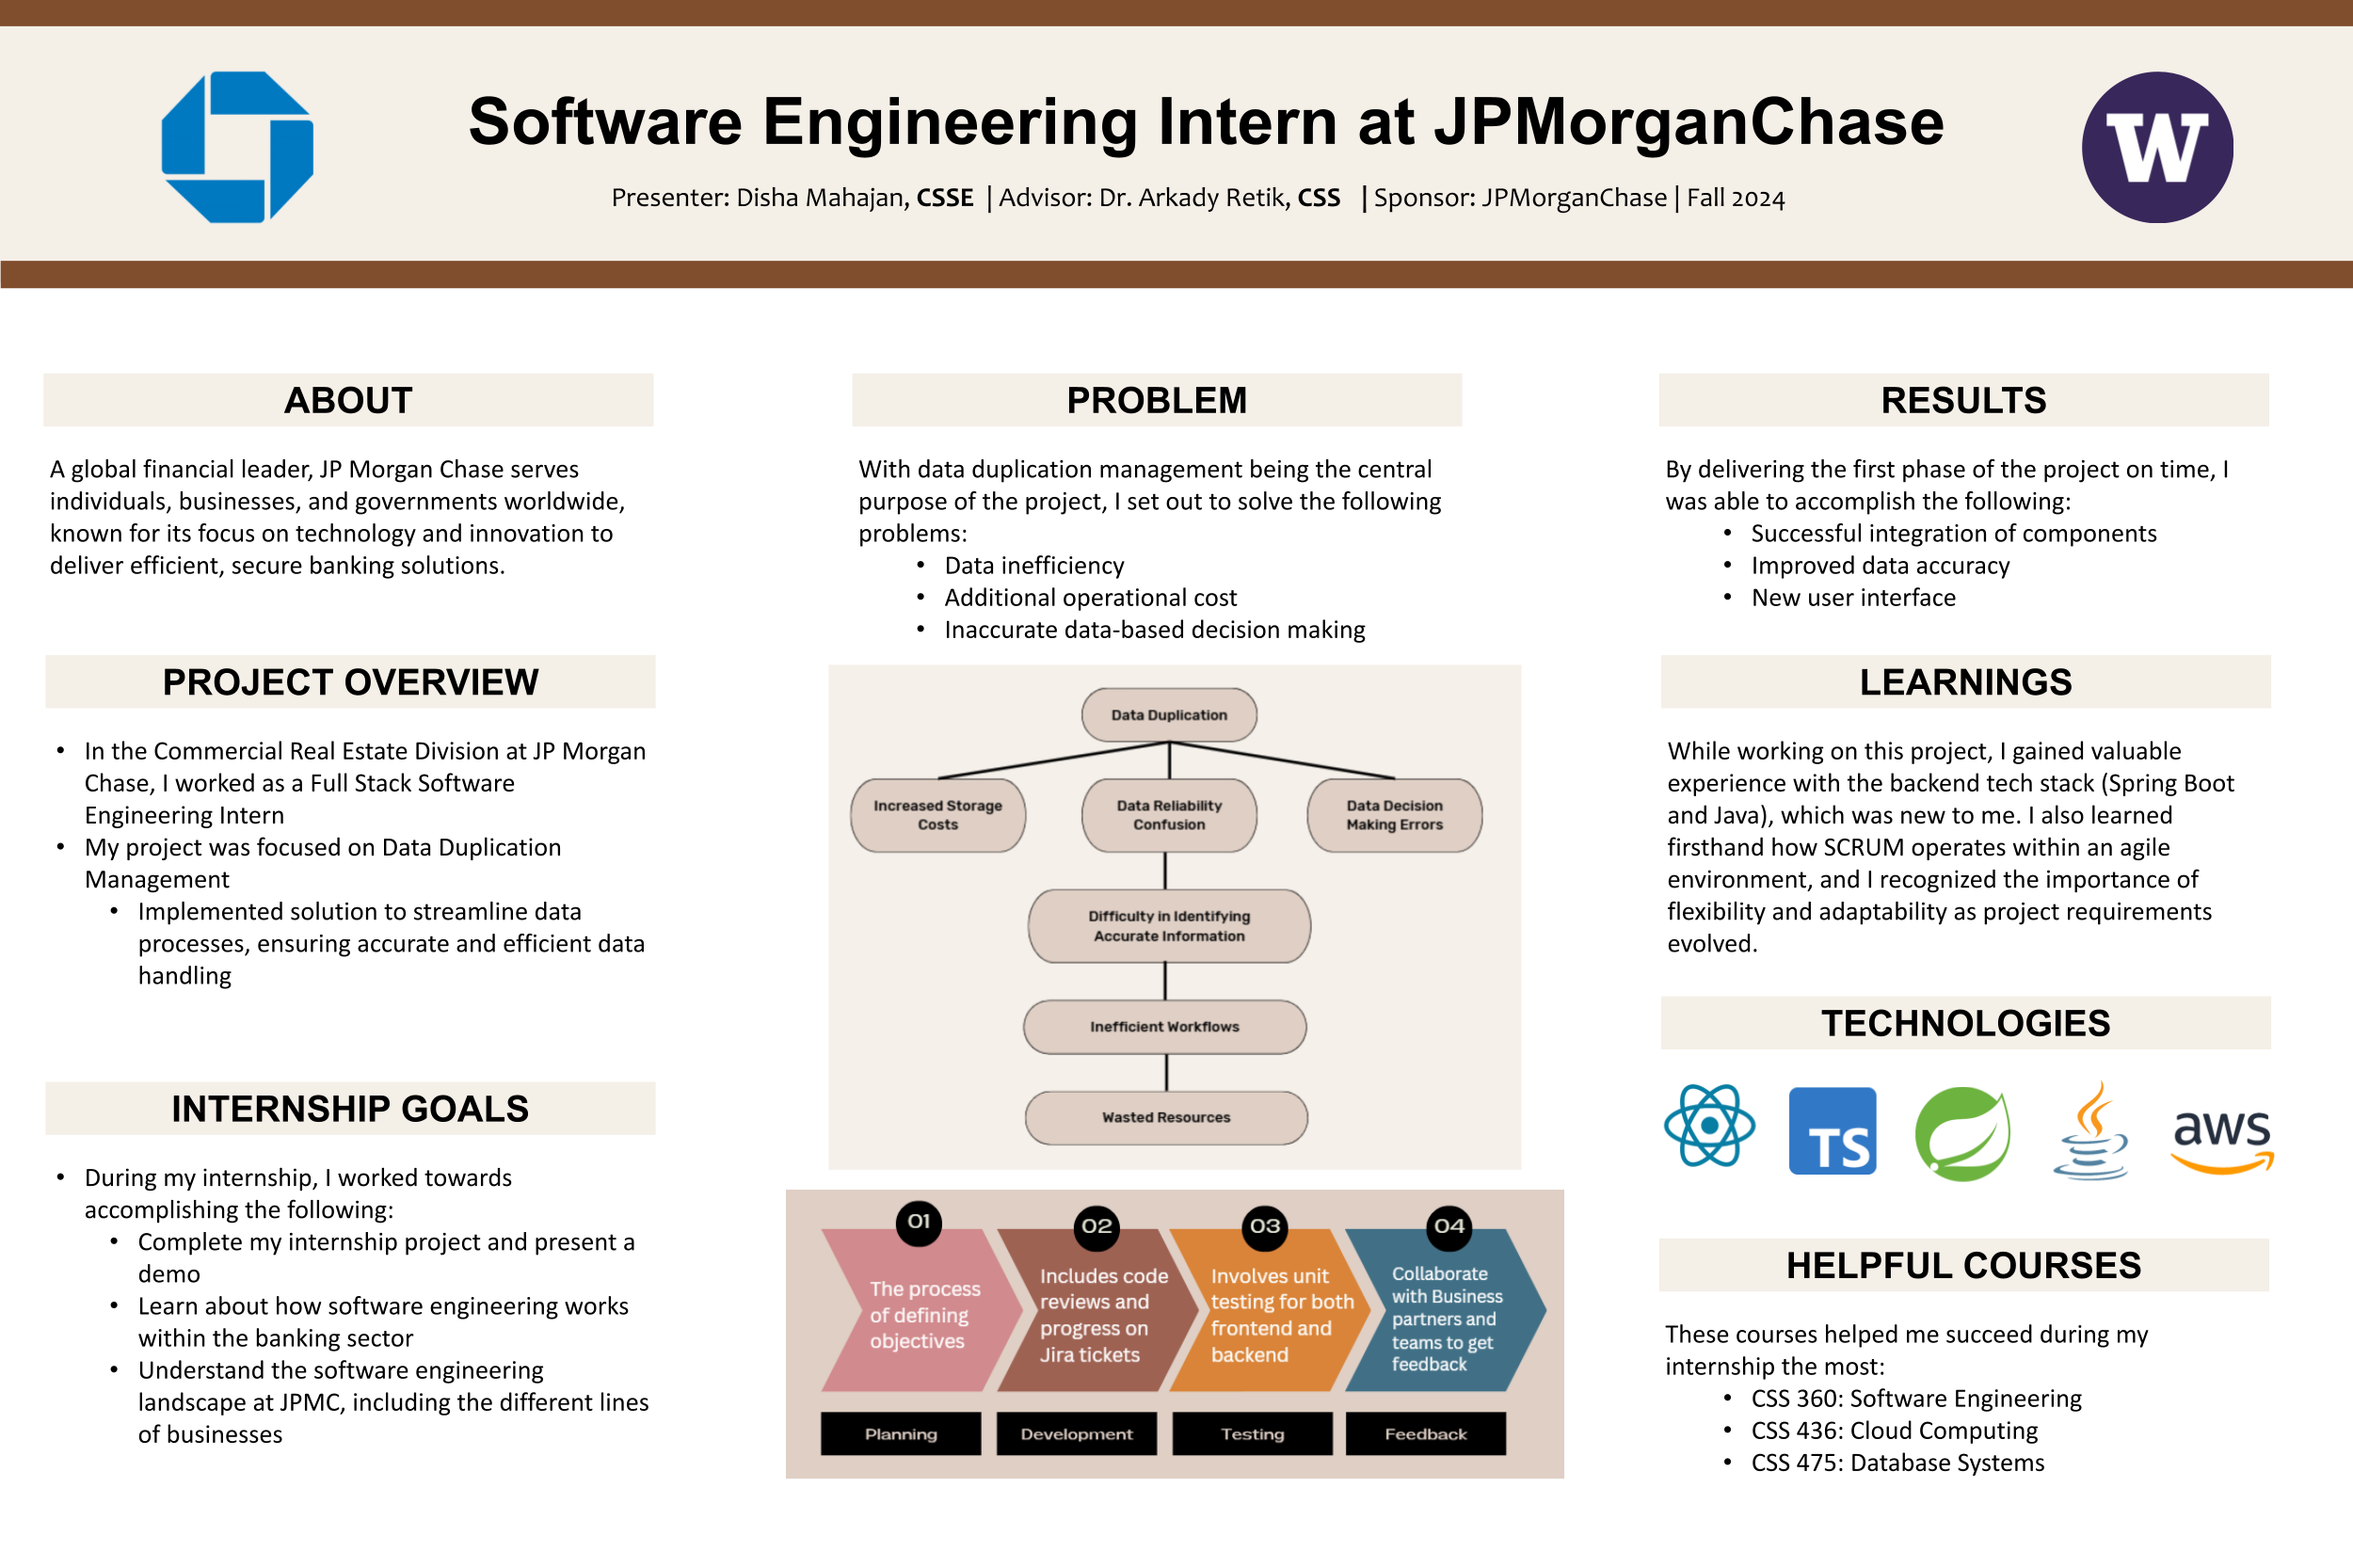 Software Engineering Intern at JPMorganChase
W
Presenter: Disha Mahajan, CSSE | Advisor: Dr. Arkady Retik, CSS | Sponsor: JPMorganChase | Fall 2024
ABOUT
A global financial leader, JP Morgan Chase serves
individuals, businesses, and governments worldwide,
known for its focus on technology and innovation to
deliver efficient, secure banking solutions.
PROJECT OVERVIEW
• In the Commercial Real Estate Division at JP Morgan
Chase, I worked as a Full Stack Software
Engineering Intern
• My project was focused on Data Duplication
Management
• Implemented solution to streamline data
processes, ensuring accurate and efficient data
handling
INTERNSHIP GOALS
• During my internship, I worked towards
accomplishing the following:
• Complete my internship project and present a
demo
• Learn about how software engineering works
within the banking sector
• Understand the software engineering
landscape at JPMC, including the different lines
of businesses
PROBLEM
With data duplication management being the central
purpose of the project, I set out to solve the following
problems:
• Data inefficiency
• Additional operational cost
• Inaccurate data-based decision making
Data Duplication
Increased Storage
Costs
Data Reliability
Confusion
Data Decision
Making Errors
Difficulty in Identifying
Accurate Information
Inefficient Workflows
Wasted Resources
01
The process
of defining
objectives
Planning
02
Includes code
reviews and
progress on
Jira tickets
Development
03
Involves unit
testing for both
frontend and
backend
Testing
04
Collaborate
with Business
partners and
teams to get
feedback
Feedback
RESULTS
By delivering the first phase of the project on time, I
was able to accomplish the following:
• Successful integration of components
• Improved data accuracy
• New user interface
LEARNINGS
While working on this project, I gained valuable
experience with the backend tech stack (Spring Boot
and Java), which was new to me. I also learned
firsthand how SCRUM operates within an agile
environment, and I recognized the importance of
flexibility and adaptability as project requirements
evolved.
TECHNOLOGIES
TS
aws
HELPFUL COURSES
These courses helped me succeed during my
internship the most:
• CSS 360: Software Engineering
• CSS 436: Cloud Computing
• CSS 475: Database Systems